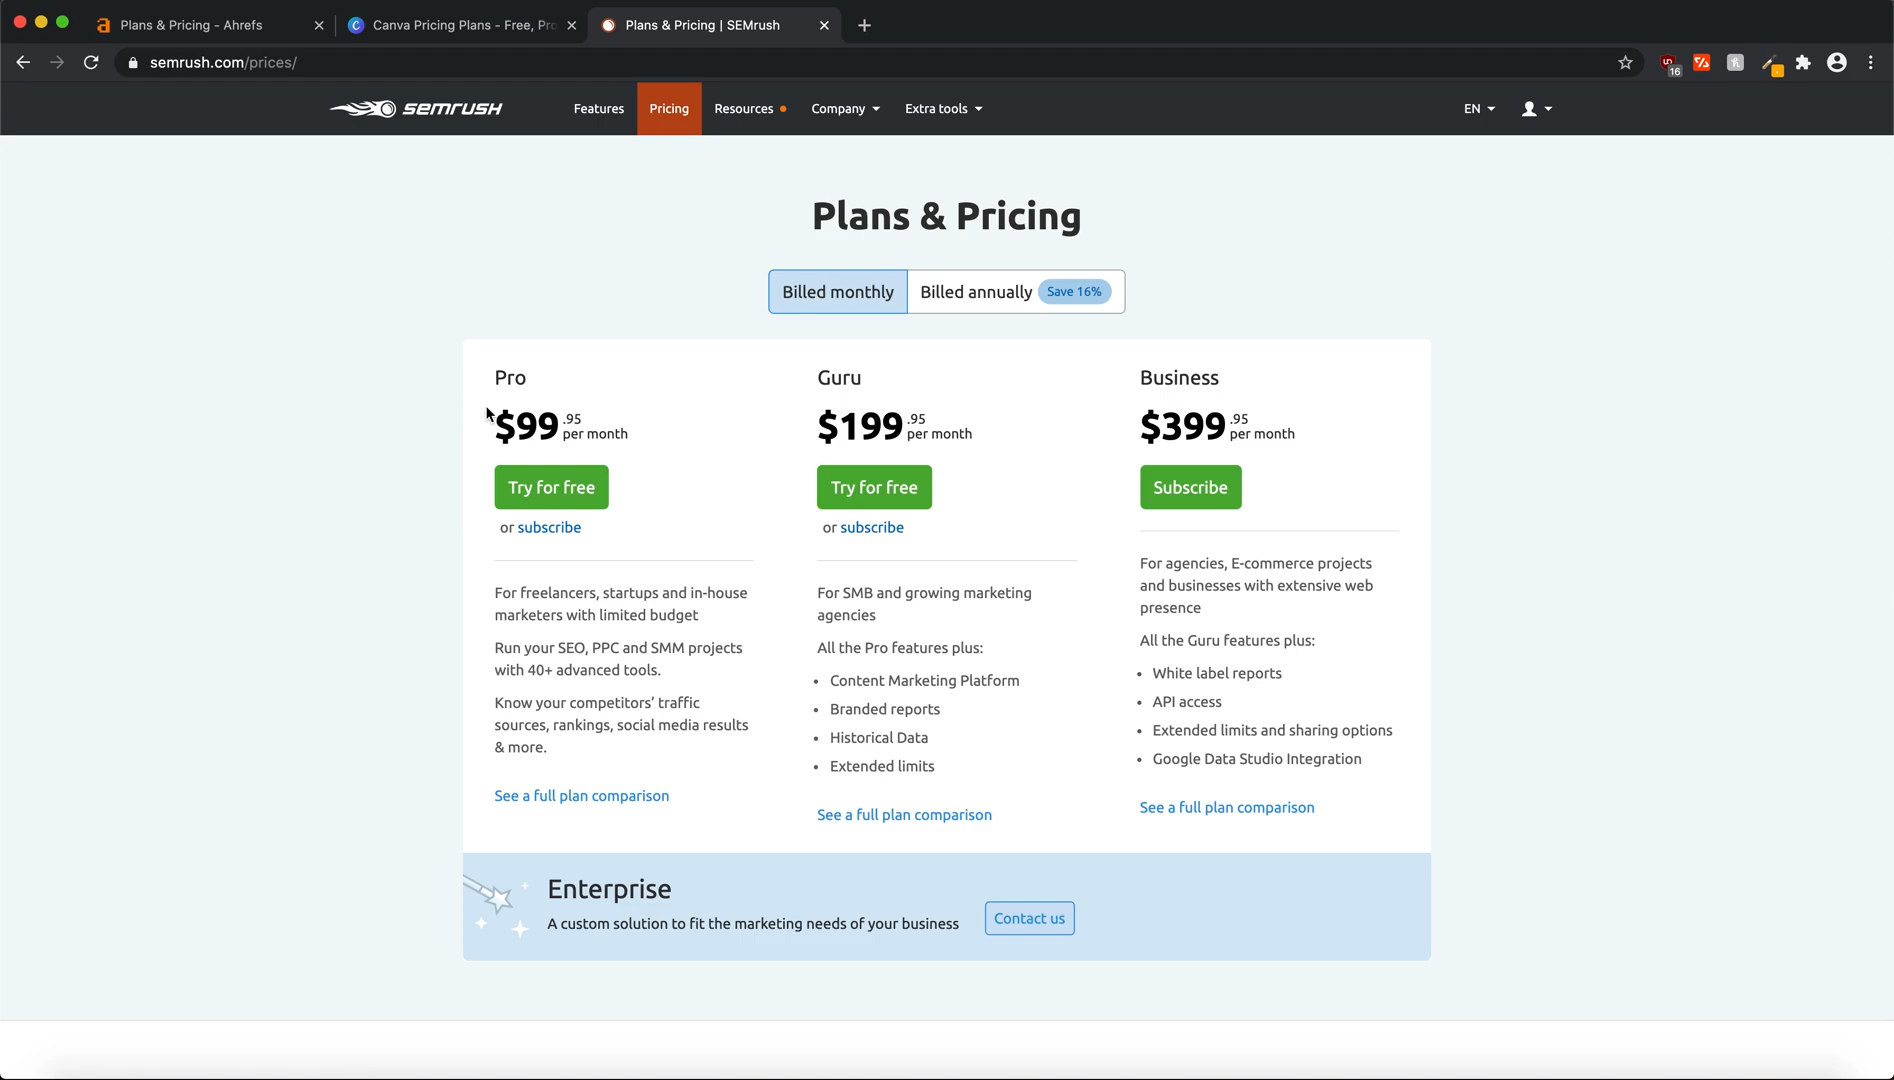 Plans & Pricing - Ahrefs
Canva Pricing Plans - Free, Pro
Plans & Pricing | SEMrush
semrush.com/prices/
16
semrush
Features
Pricing
Resources
Company
Extra tools
EN
Plans & Pricing
Billed monthly
Billed annually
Save 16%
Pro
$99 .95
per month
Try for free
or subscribe
For freelancers, startups and in-house
marketers with limited budget
Run your SEO, PPC and SMM projects
with 40+ advanced tools.
Know your competitors’ traffic
sources, rankings, social media results
& more.
See a full plan comparison
Guru
$199 .95
per month
Try for free
or subscribe
For SMB and growing marketing
agencies
All the Pro features plus:
• Content Marketing Platform
• Branded reports
• Historical Data
• Extended limits
See a full plan comparison
Business
$399 .95
per month
Subscribe
For agencies, E-commerce projects
and businesses with extensive web
presence
All the Guru features plus:
• White label reports
• API access
• Extended limits and sharing options
• Google Data Studio Integration
See a full plan comparison
Enterprise
A custom solution to fit the marketing needs of your business
Contact us